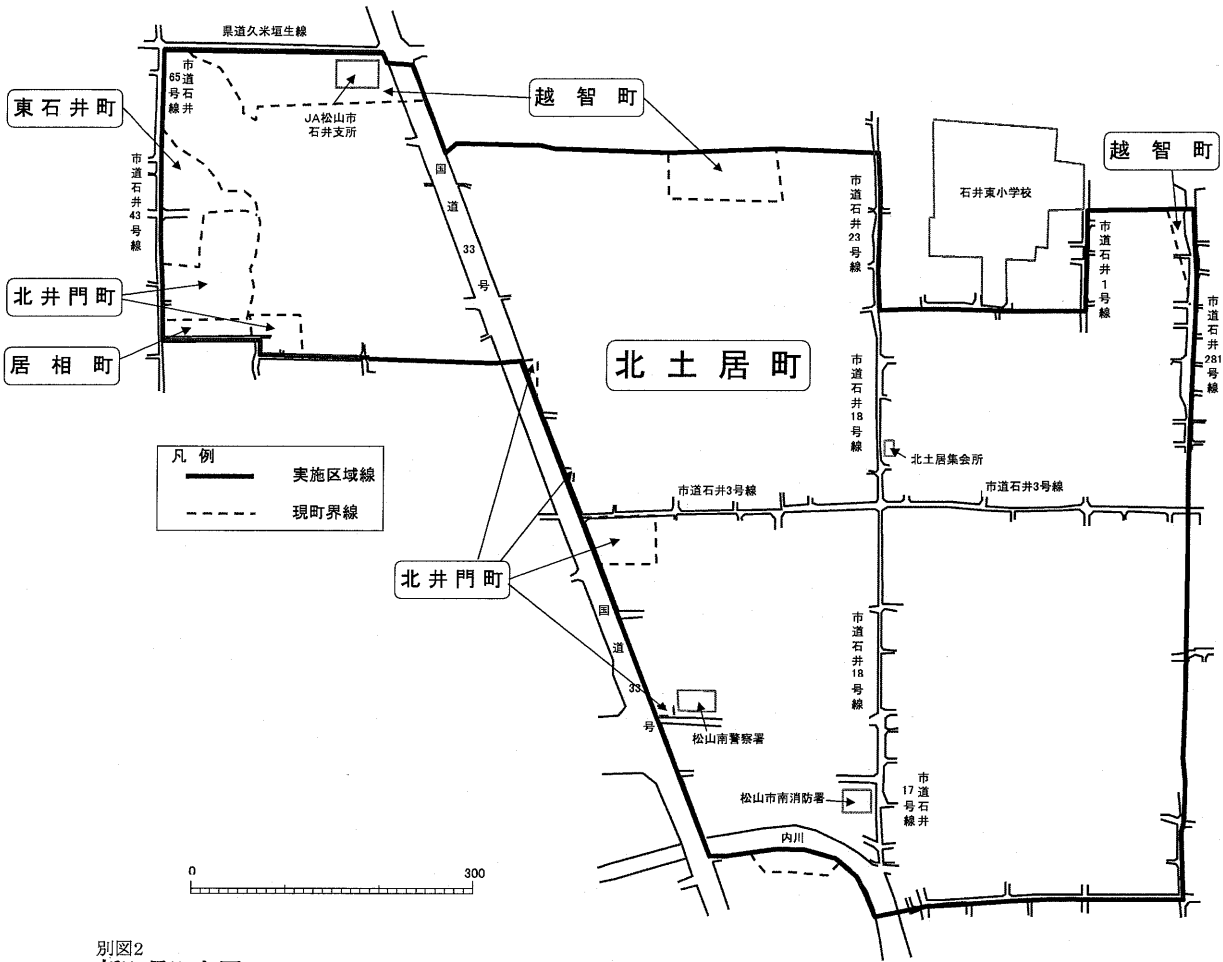 県道久米垣生線
市道石井65号線
東石井町
JA松山市
石井支所
越智町
越智町
市道石井43号線
国道33号
市道石井23号線
石井東小学校
市道石井1号線
北井門町
居相町
北土居町
市道石井18号線
市道石井281号線
凡例
実施区域線
現町界線
北土居集会所
市道石井3号線
市道石井3号線
北井門町
国道33号
市道石井18号線
松山南警察署
松山市南消防署
市道石井17号線
内川
0
300
別図2